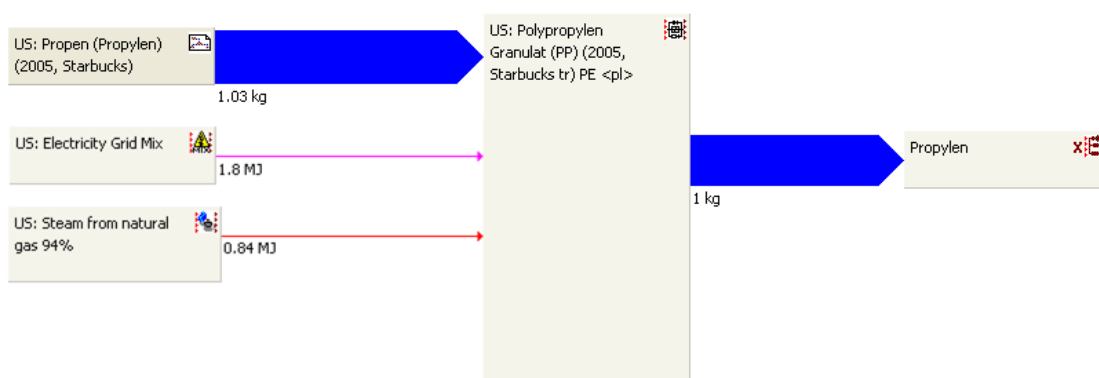 US: Propen (Propylen)
(2005, Starbucks)
1.03 kg
US: Electricity Grid Mix
MIX
1.8 MJ
US: Steam from natural
gas 94%
0.84 MJ
US: Polypropylen
Granulat (PP) (2005,
Starbucks tr) PE <pl>
1 kg
Propylen
X